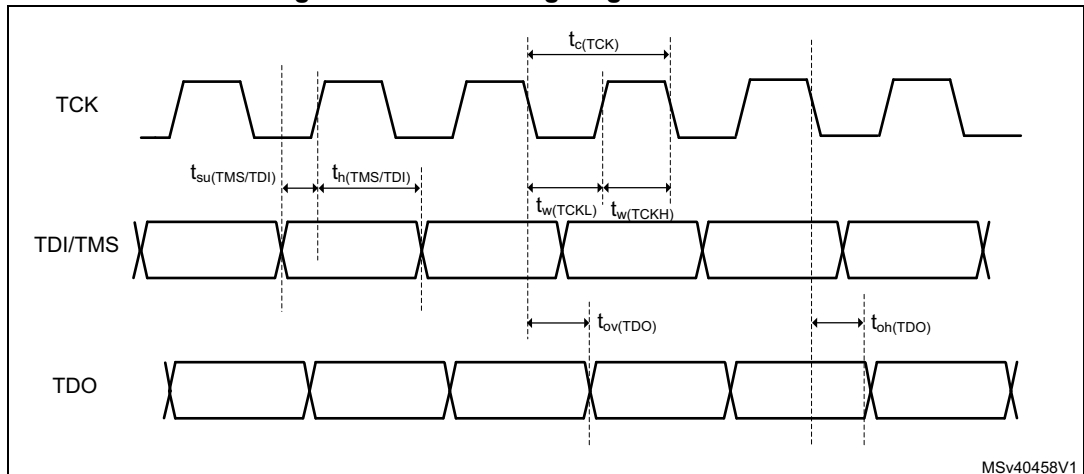 tc(TCK)
TCK
tsu(TMS/TDI)
th(TMS/TDI)
tw(TCKL)
tw(TCKH)
TDI/TMS
tov(TDO)
toh(TDO)
TDO
MSv40458V1